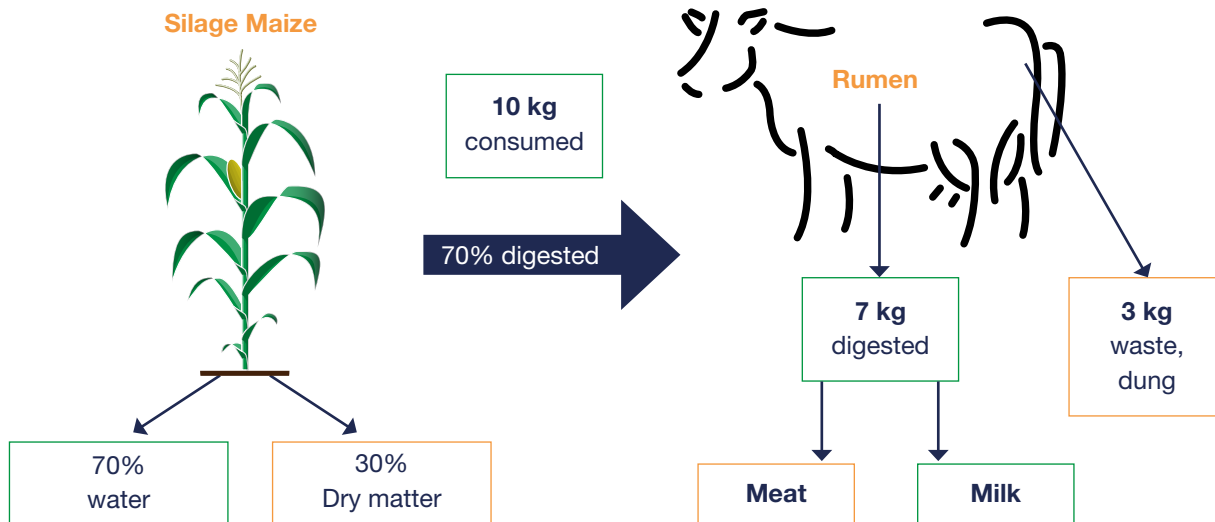 Silage Maize
10 kg
consumed
70% digested
Rumen
7 kg
digested
3 kg
waste,
dung
70%
water
30%
Dry matter
Meat
Milk